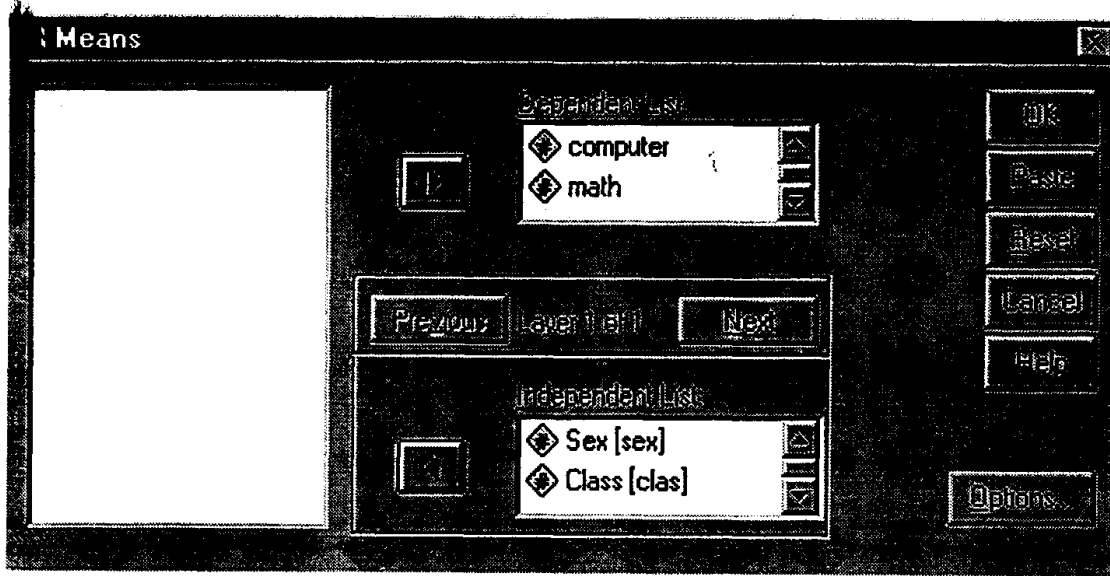 Means
Dependent List:
computer
math
OK
Paste
Reset
Cancel
Help
Previous Layer 1 of 1 Next
Independent List:
Sex [sex]
Class [clas]
Options...